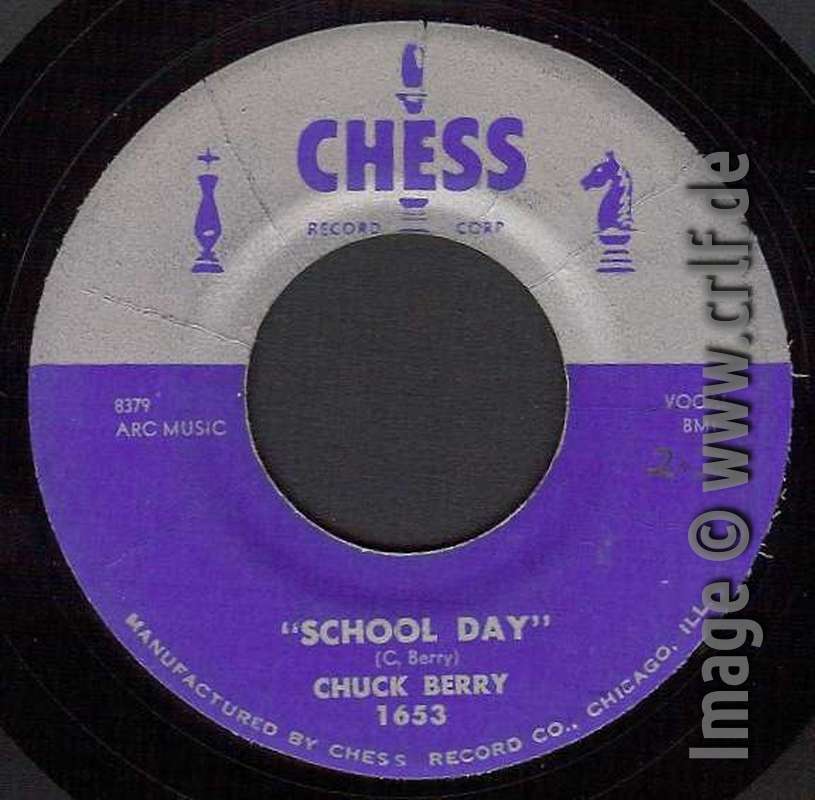 CHESS
RECORD CORP
8379
ARC MUSIC
"SCHOOL DAY"
(C. Berry)
CHUCK BERRY
1653
MANUFACTURED BY CHESS RECORD CO., CHICAGO, ILL
Image © www.crlf.de